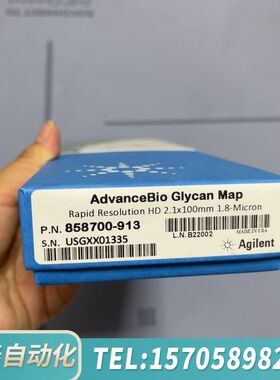 AdvanceBio Glycan Map
Rapid Resolution HD 2.1x100mm 1.8-Micron
P.N. 858700-913
S.N. USGXX01335
L.N. B22002
MADE IN USA
Agilent
自动化
TEL:15705898